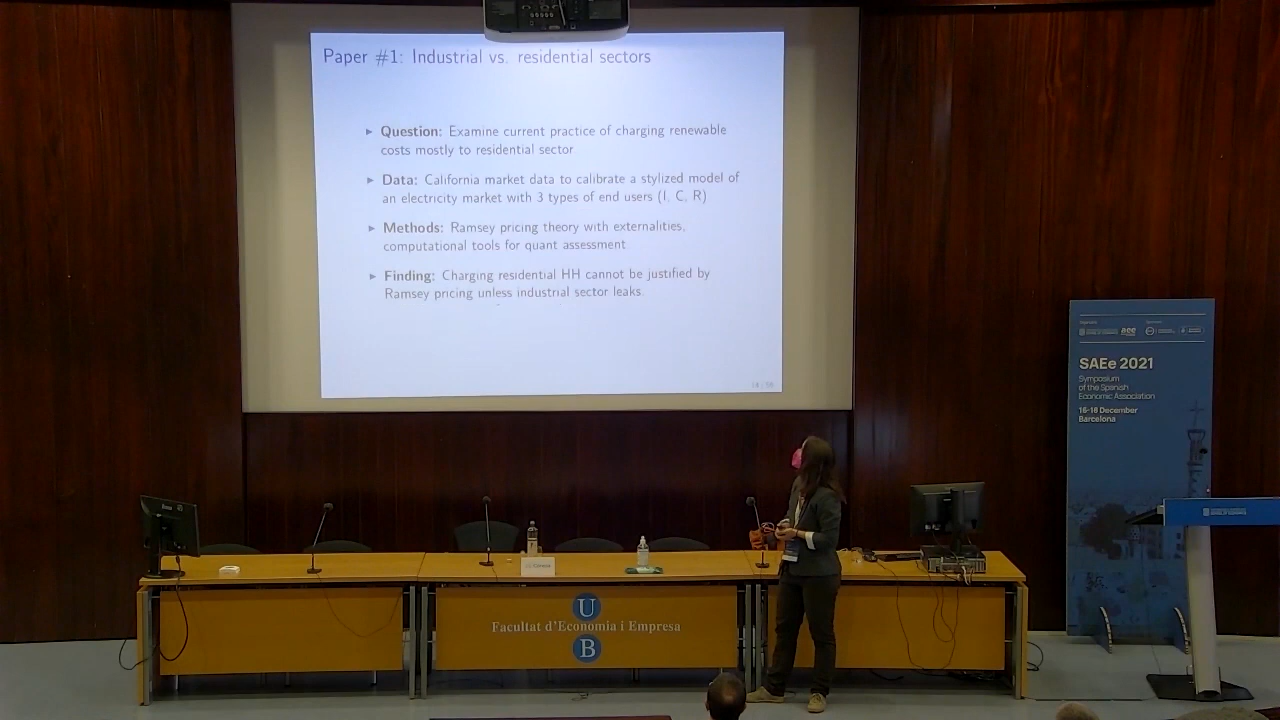 Paper #1: Industrial vs. residential sectors
▶ Question: Examine current practice of charging renewable
costs mostly to residential sector
▶ Data: California market data to calibrate a stylized model of
an electricity market with 3 types of end users (I, C, R)
▶ Methods: Ramsey pricing theory with externalities,
computational tools for quant assessment
▶ Finding: Charging residential HH cannot be justified by
Ramsey pricing unless industrial sector leaks.
SAEe 2021
Symposium
of the Spanish
Economic Association
16-18 December
Barcelona
U
Facultat d'Economia i Empresa
B